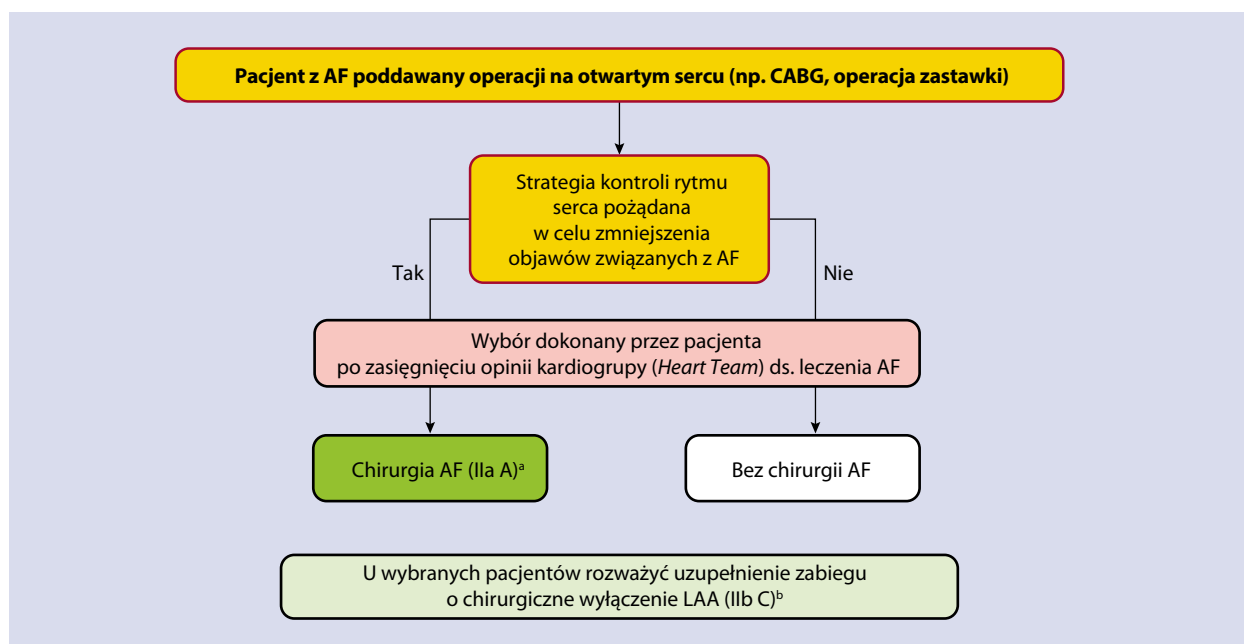 Pacjent z AF poddawany operacji na otwartym sercu (np. CABG, operacja zastawki)
Strategia kontroli rytmu
serca pożądana
w celu zmniejszenia
objawów związanych z AF
Tak
Nie
Wybór dokonany przez pacjenta
po zasięgnięciu opinii kardiogrupy (Heart Team) ds. leczenia AF
Chirurgia AF (IIa A)ᵃ
Bez chirurgii AF
U wybranych pacjentów rozważyć uzupełnienie zabiegu
o chirurgiczne wyłączenie LAA (IIb C)ᵇ